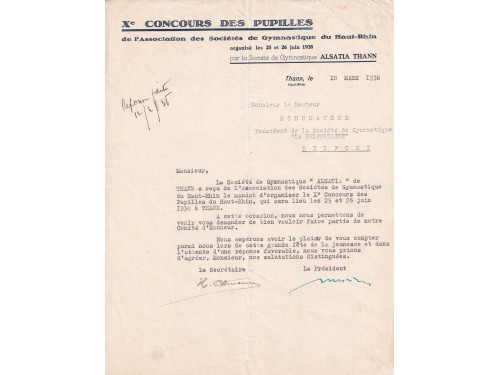 Xe CONCOURS DES PUPILLES
de l'Association des Sociétés de Gymnastique du Haut-Rhin
organisé les 25 et 26 juin 1938
par la Société de Gymnastique ALSATIA THANN
Thann, le 10 MARS 1938
Haut-Rhin
Monsieur le Docteur
SCHUMACHER
Président de la Société de Gymnastique
"LA BELFORTAINE"
BELFORT
Monsieur,
La Société de Gymnastique " ALSATIA " de
THANN a reçu de l'Association des Sociétés de Gymnastique
du Haut-Rhin le mandat d'organiser le X° Concours des
Pupilles du Haut-Rhin, qui aura lieu les 25 et 26 juin
1938 à THANN.
A cette occasion, nous nous permettons de
venir vous demander de bien vouloir faire partie de notre
Comité d'Honneur.
Nous espérons avoir le plaisir de vous compter
parmi nous lors de cette grande fête de la jeunesse et dans
l'attente d'une réponse favorable, nous vous prions
d'agréer, Monsieur, nos salutations distinguées.
Le Secrétaire Le Président